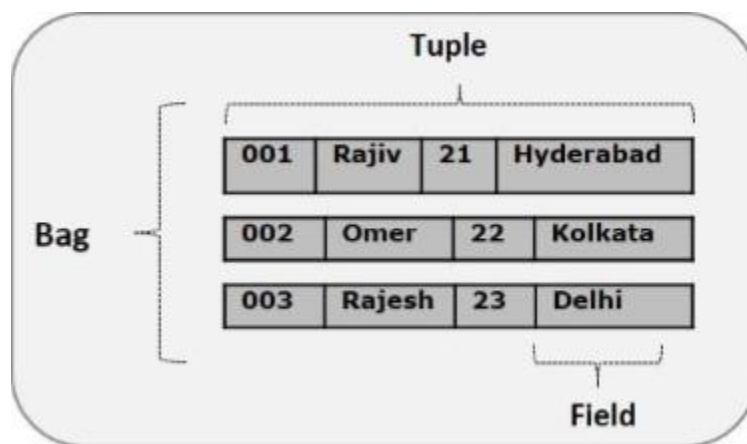 Tuple
001 Rajiv 21 Hyderabad
Bag
002 Omer 22 Kolkata
003 Rajesh 23 Delhi
Field